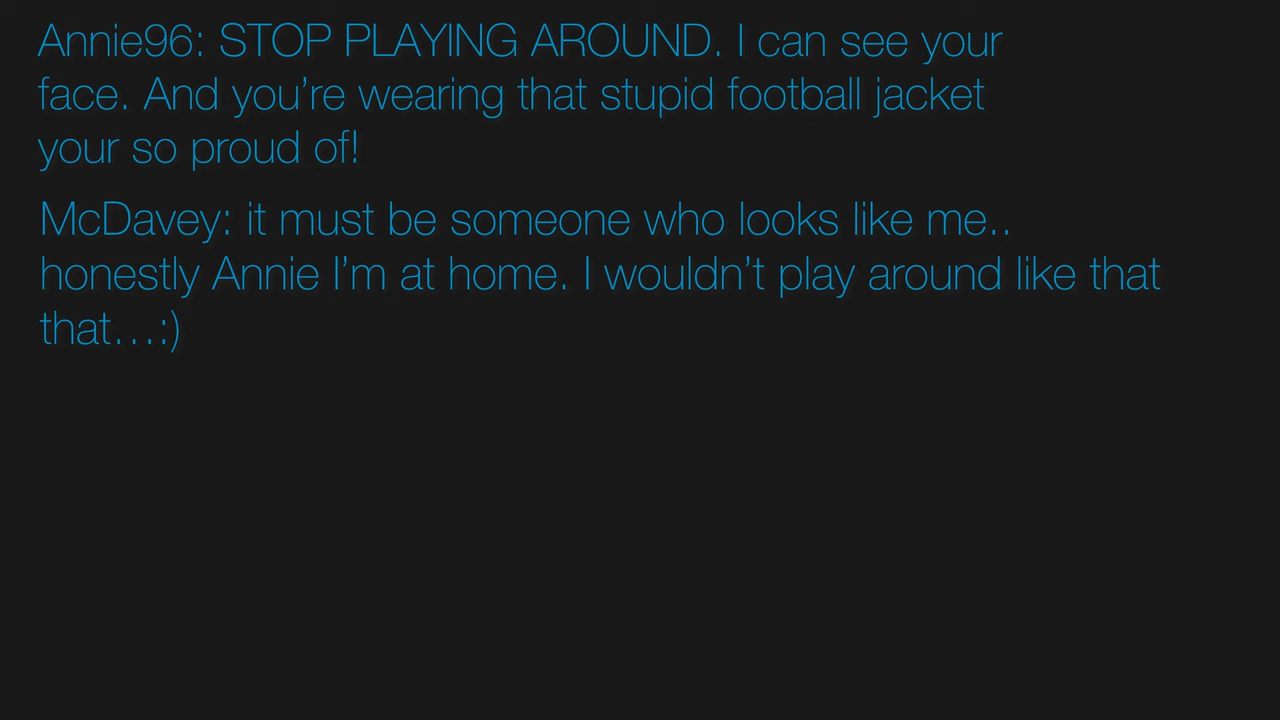 Annie96: STOP PLAYING AROUND. I can see your
face. And you’re wearing that stupid football jacket
your so proud of!
McDavey: it must be someone who looks like me..
honestly Annie I’m at home. I wouldn’t play around like that
that…:)